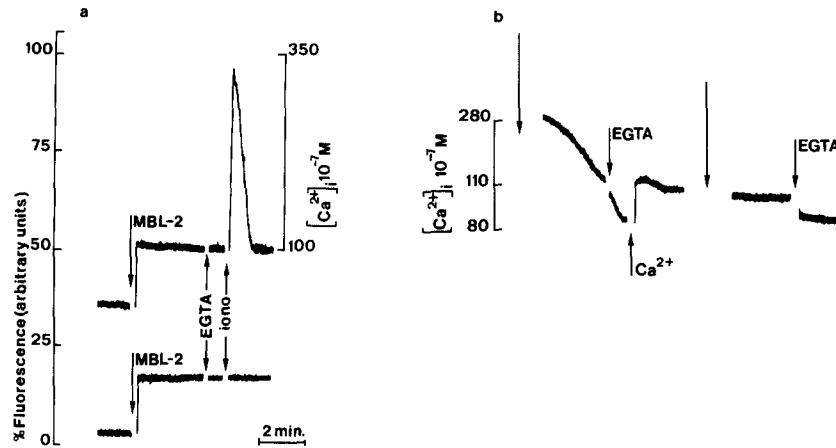 a
% Fluorescence (arbitrary units)
100
75
50
25
0
MBL-2
MBL-2
EGTA
iono
350
100
[Ca2+]i 10-7 M
2 min.
b
[Ca2+]i 10-7 M
280
110
80
EGTA
Ca2+
EGTA